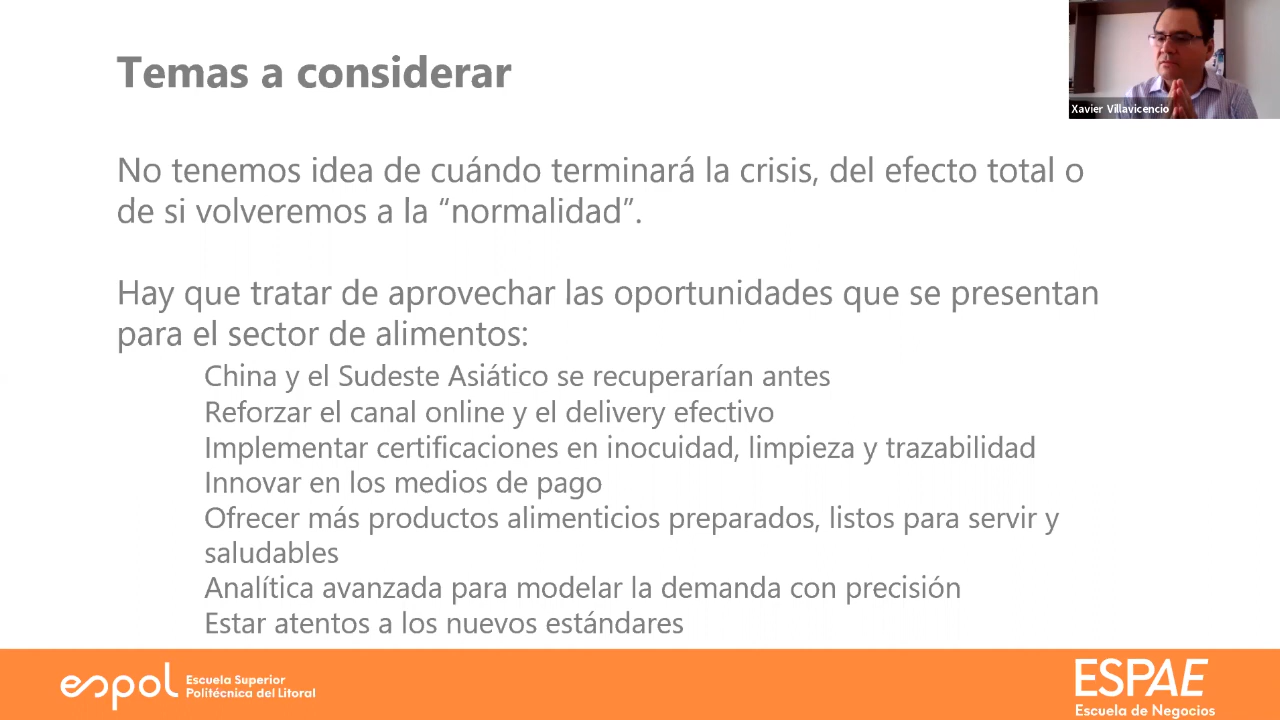 Temas a considerar
Xavier Villavicencio
No tenemos idea de cuándo terminará la crisis, del efecto total o
de si volveremos a la “normalidad”.
Hay que tratar de aprovechar las oportunidades que se presentan
para el sector de alimentos:
China y el Sudeste Asiático se recuperarían antes
Reforzar el canal online y el delivery efectivo
Implementar certificaciones en inocuidad, limpieza y trazabilidad
Innovar en los medios de pago
Ofrecer más productos alimenticios preparados, listos para servir y
saludables
Analítica avanzada para modelar la demanda con precisión
Estar atentos a los nuevos estándares
espol
Escuela Superior
Politécnica del Litoral
ESPAE
Escuela de Negocios